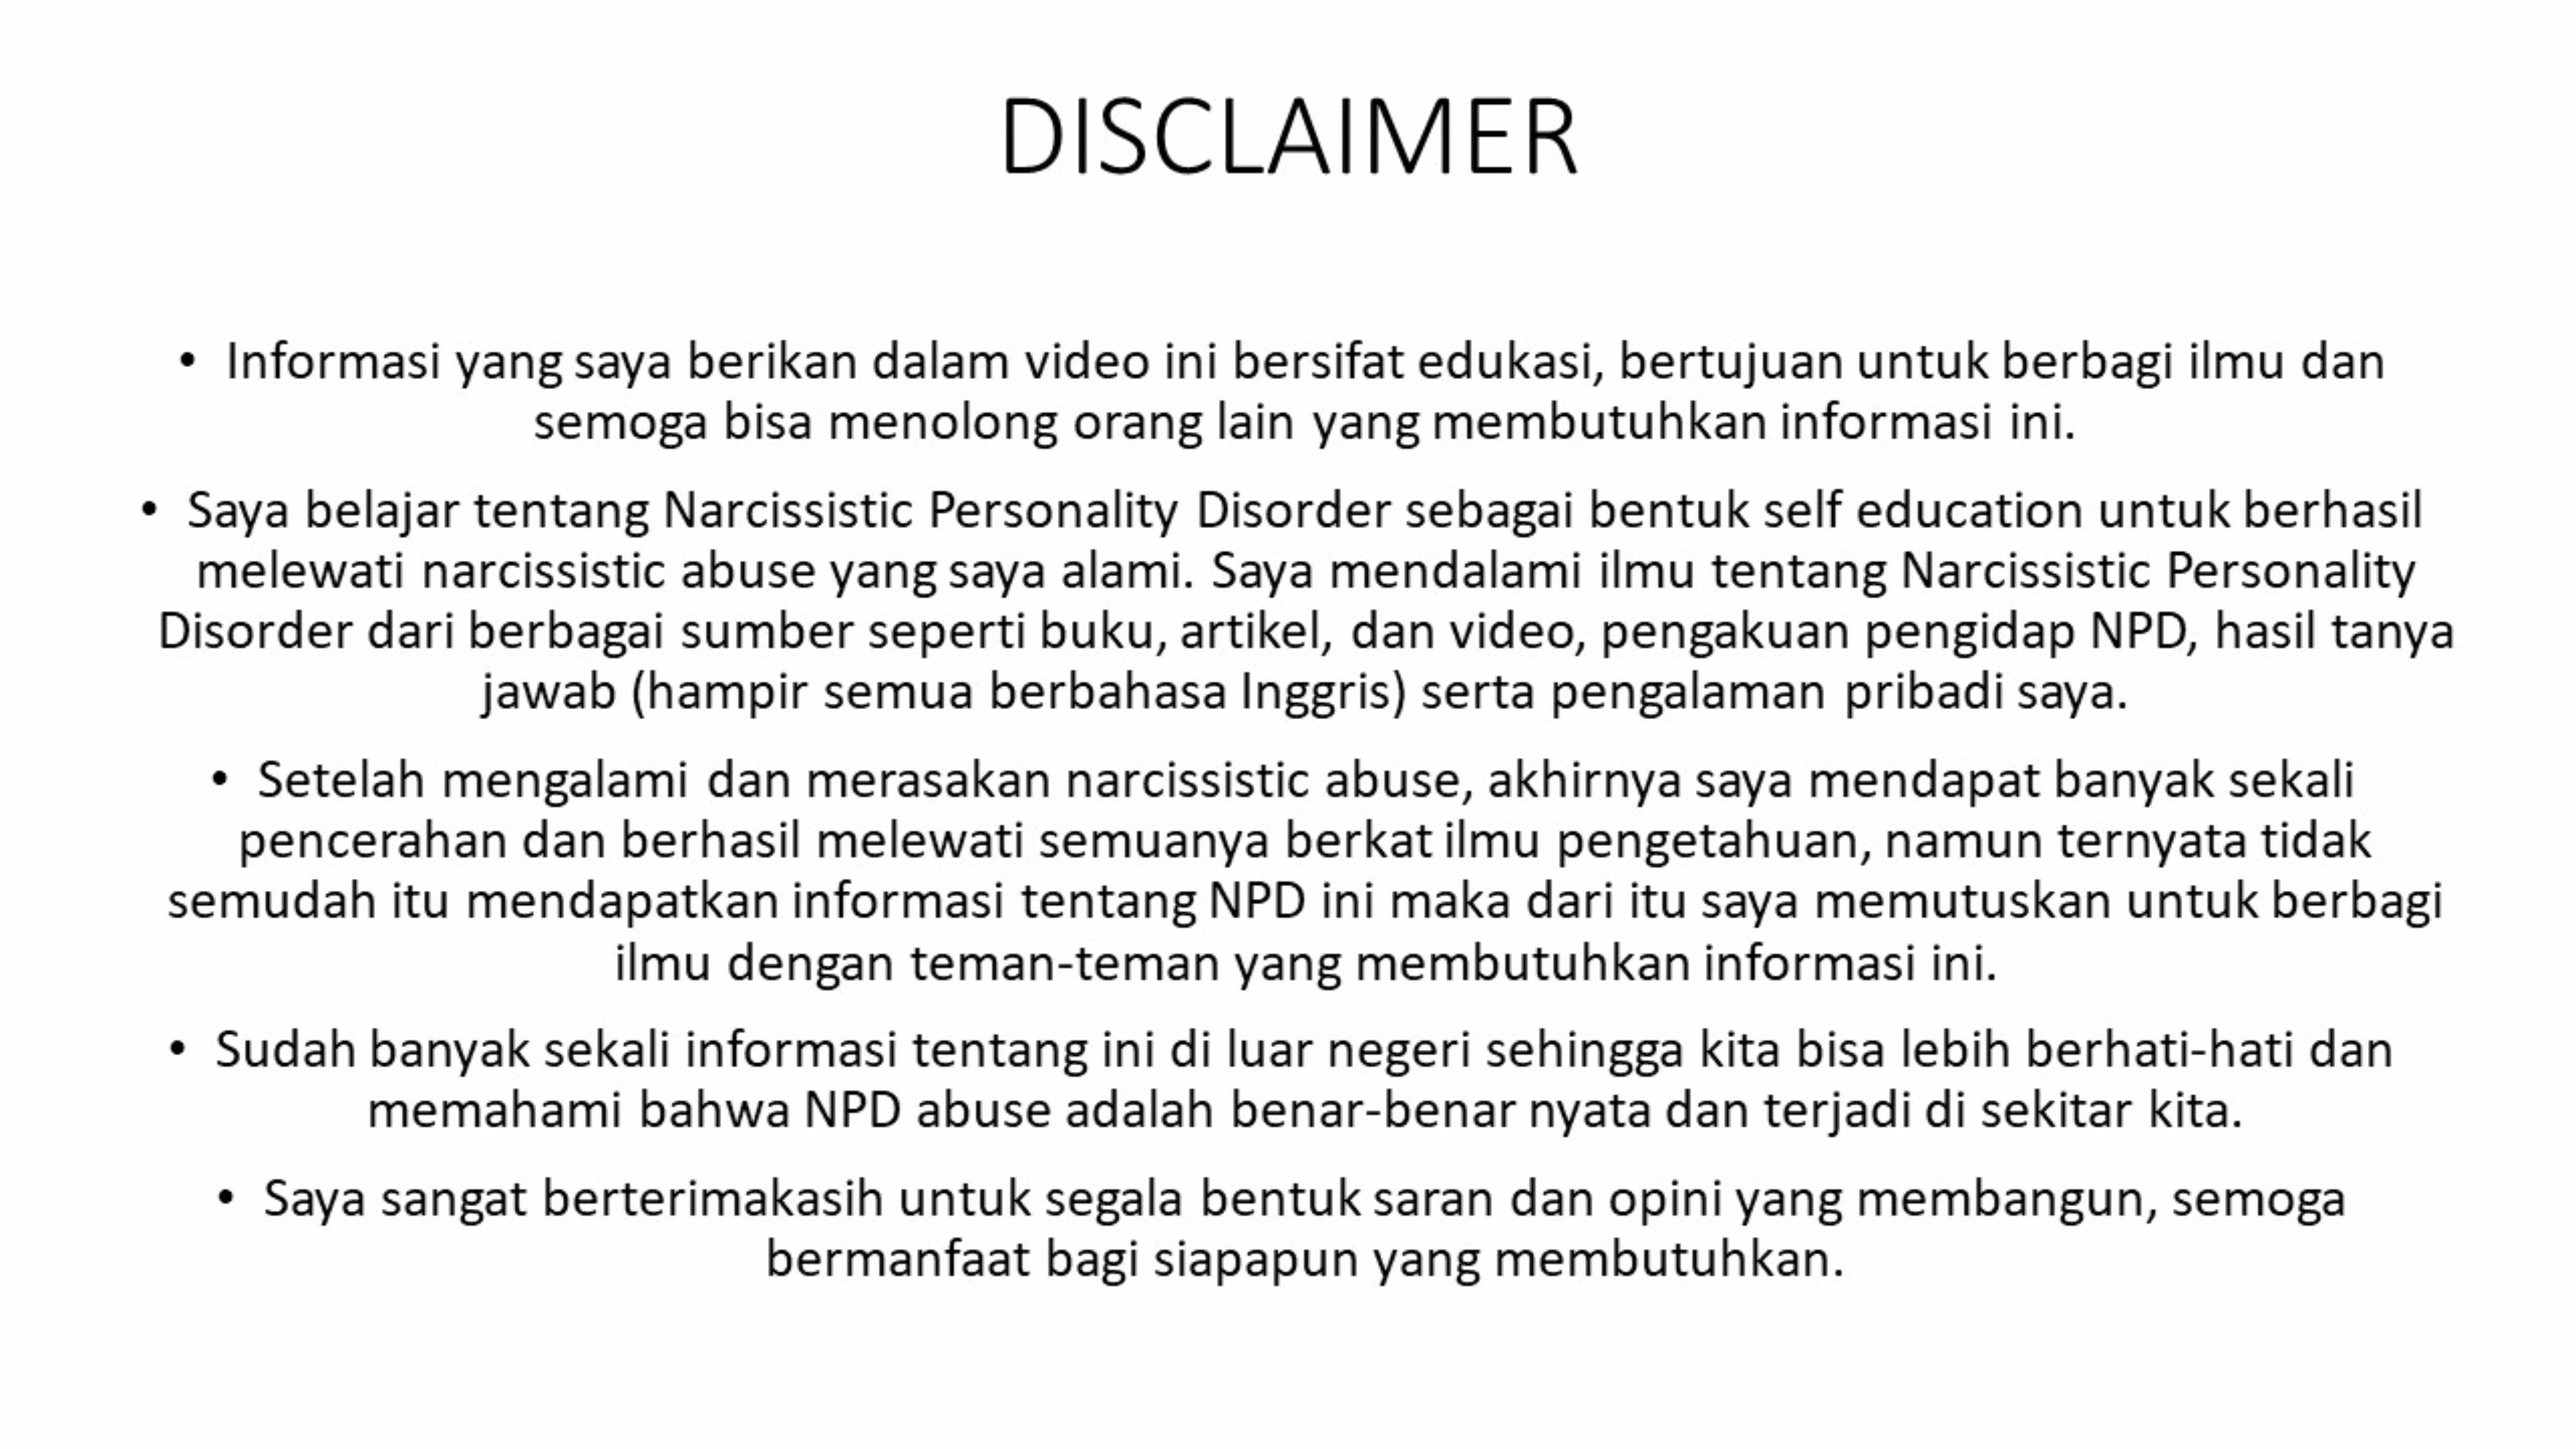 DISCLAIMER
• Informasi yang saya berikan dalam video ini bersifat edukasi, bertujuan untuk berbagi ilmu dan
semoga bisa menolong orang lain yang membutuhkan informasi ini.
• Saya belajar tentang Narcissistic Personality Disorder sebagai bentuk self education untuk berhasil
melewati narcissistic abuse yang saya alami. Saya mendalami ilmu tentang Narcissistic Personality
Disorder dari berbagai sumber seperti buku, artikel, dan video, pengakuan pengidap NPD, hasil tanya
jawab (hampir semua berbahasa Inggris) serta pengalaman pribadi saya.
• Setelah mengalami dan merasakan narcissistic abuse, akhirnya saya mendapat banyak sekali
pencerahan dan berhasil melewati semuanya berkat ilmu pengetahuan, namun ternyata tidak
semudah itu mendapatkan informasi tentang NPD ini maka dari itu saya memutuskan untuk berbagi
ilmu dengan teman-teman yang membutuhkan informasi ini.
• Sudah banyak sekali informasi tentang ini di luar negeri sehingga kita bisa lebih berhati-hati dan
memahami bahwa NPD abuse adalah benar-benar nyata dan terjadi di sekitar kita.
• Saya sangat berterimakasih untuk segala bentuk saran dan opini yang membangun, semoga
bermanfaat bagi siapapun yang membutuhkan.